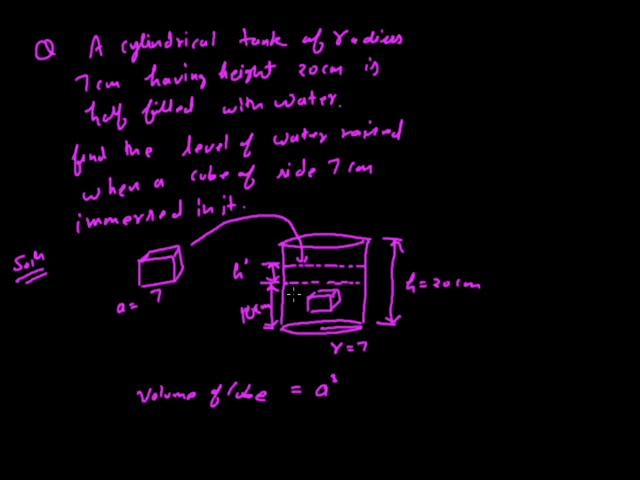 Q A cylindrical tank of radius
7cm having height 20cm is
half filled with water.
find the level of water raised
when a cube of side 7cm
immersed in it.
Soln
h'
10cm
h = 20cm
a = 7
r = 7
Volume of cube = a³